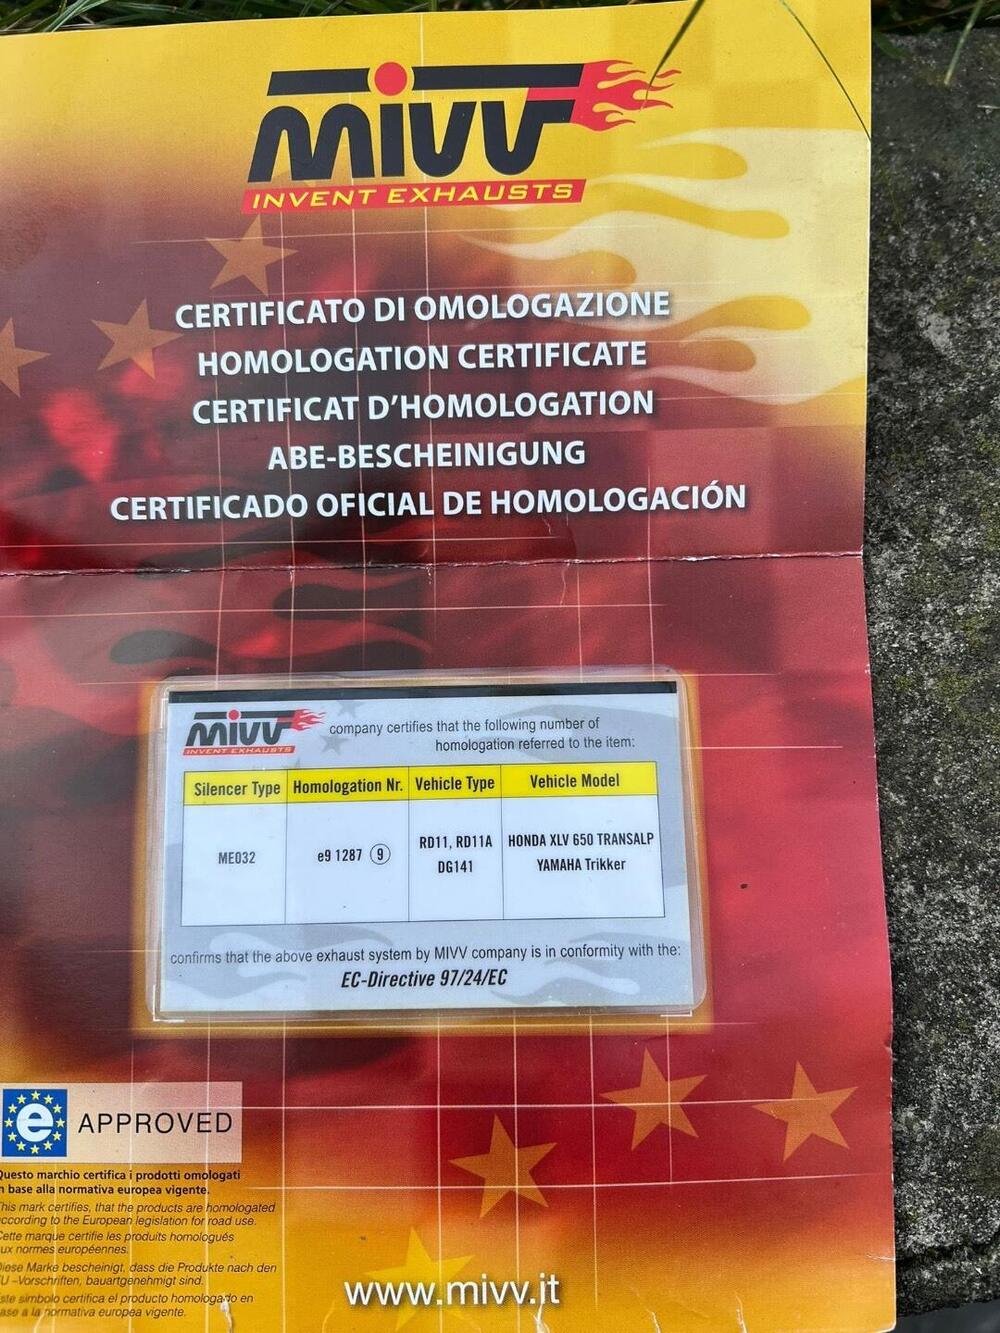 mivv
INVENT EXHAUSTS
CERTIFICATO DI OMOLOGAZIONE
HOMOLOGATION CERTIFICATE
CERTIFICAT D'HOMOLOGATION
ABE-BESCHEINIGUNG
CERTIFICADO OFICIAL DE HOMOLOGACIÓN
mivv
INVENT EXHAUSTS
company certifies that the following number of
homologation referred to the item:
Silencer Type Homologation Nr. Vehicle Type Vehicle Model
ME032 e9 1287 9 RD11, RD11A HONDA XLV 650 TRANSALP
DG141 YAMAHA Trikker
confirms that the above exhaust system by MIVV company is in conformity with the:
EC-Directive 97/24/EC
e APPROVED
Questo marchio certifica i prodotti omologati
in base alla normativa europea vigente.
This mark certifies, that the products are homologated
according to the European legislation for road use.
Cette marque certifie les produits homologués
aux normes européennes.
Diese Marke bescheinigt, dass die Produkte nach den
EU -Vorschriften, bauartgenehmigt sind.
Este simbolo certifica el producto homologado en
base a la normativa europea vigente.
www.mivv.it